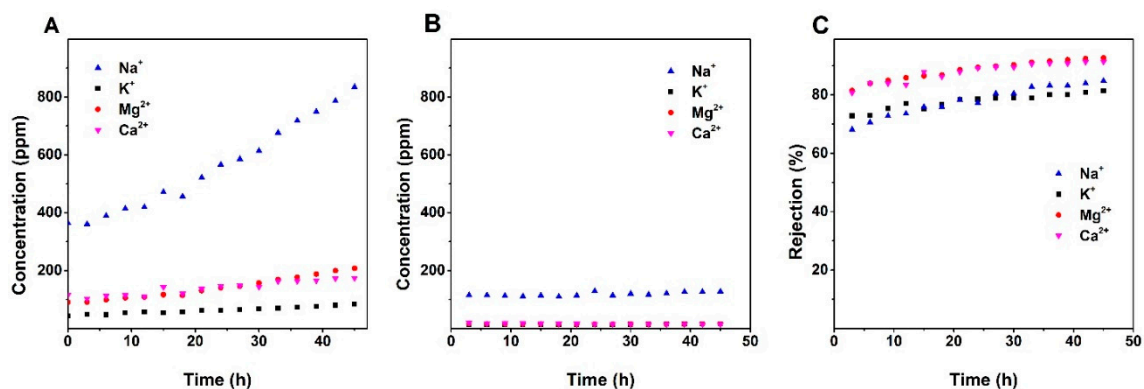 A
Na⁺
K⁺
Mg²⁺
Ca²⁺
Concentration (ppm)
800
600
400
200
0 10 20 30 40
Time (h)
B
Na⁺
K⁺
Mg²⁺
Ca²⁺
Concentration (ppm)
800
600
400
200
0 10 20 30 40 50
Time (h)
C
Na⁺
K⁺
Mg²⁺
Ca²⁺
Rejection (%)
80
60
40
20
0 10 20 30 40 50
Time (h)